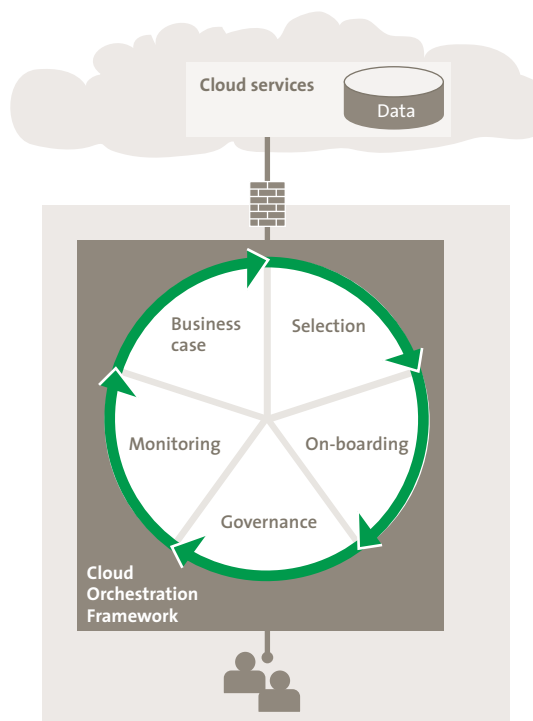 Cloud services
Data
Business
case
Selection
Monitoring
On-boarding
Governance
Cloud
Orchestration
Framework